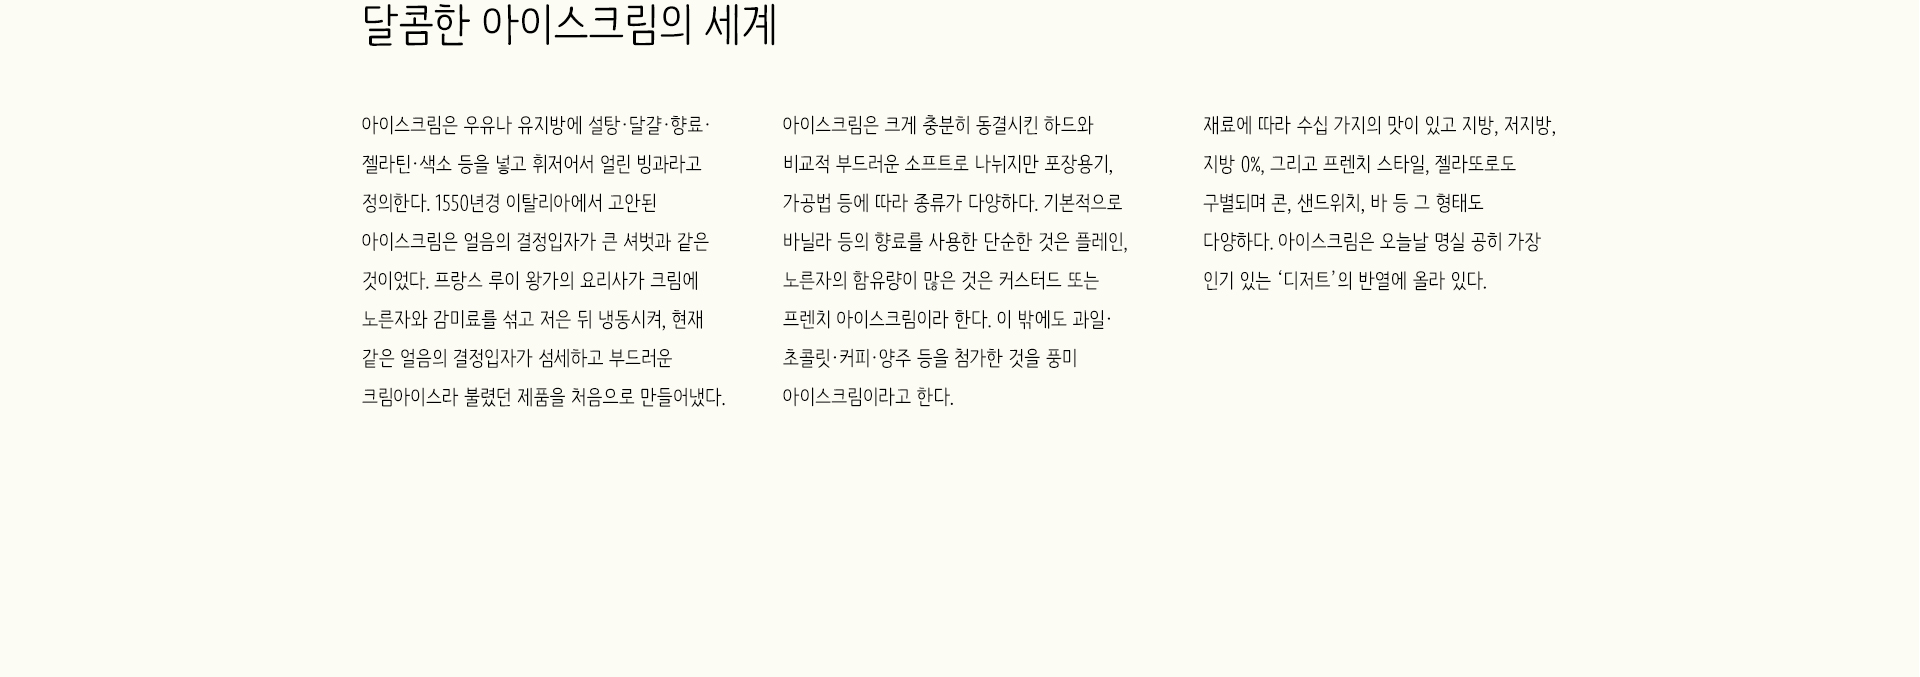 달콤한 아이스크림의 세계
아이스크림은 우유나 유지방에 설탕·달걀·향료·
젤라틴·색소 등을 넣고 휘저어서 얼린 빙과라고
정의한다. 1550년경 이탈리아에서 고안된
아이스크림은 얼음의 결정입자가 큰 셔벗과 같은
것이었다. 프랑스 루이 왕가의 요리사가 크림에
노른자와 감미료를 섞고 저은 뒤 냉동시켜, 현재
같은 얼음의 결정입자가 섬세하고 부드러운
크림아이스라 불렸던 제품을 처음으로 만들어냈다.
아이스크림은 크게 충분히 동결시킨 하드와
비교적 부드러운 소프트로 나뉘지만 포장용기,
가공법 등에 따라 종류가 다양하다. 기본적으로
바닐라 등의 향료를 사용한 단순한 것은 플레인,
노른자의 함유량이 많은 것은 커스터드 또는
프렌치 아이스크림이라 한다. 이 밖에도 과일·
초콜릿·커피·양주 등을 첨가한 것을 풍미
아이스크림이라고 한다.
재료에 따라 수십 가지의 맛이 있고 지방, 저지방,
지방 0%, 그리고 프렌치 스타일, 젤라또로도
구별되며 콘, 샌드위치, 바 등 그 형태도
다양하다. 아이스크림은 오늘날 명실 공히 가장
인기 있는 ‘디저트’의 반열에 올라 있다.